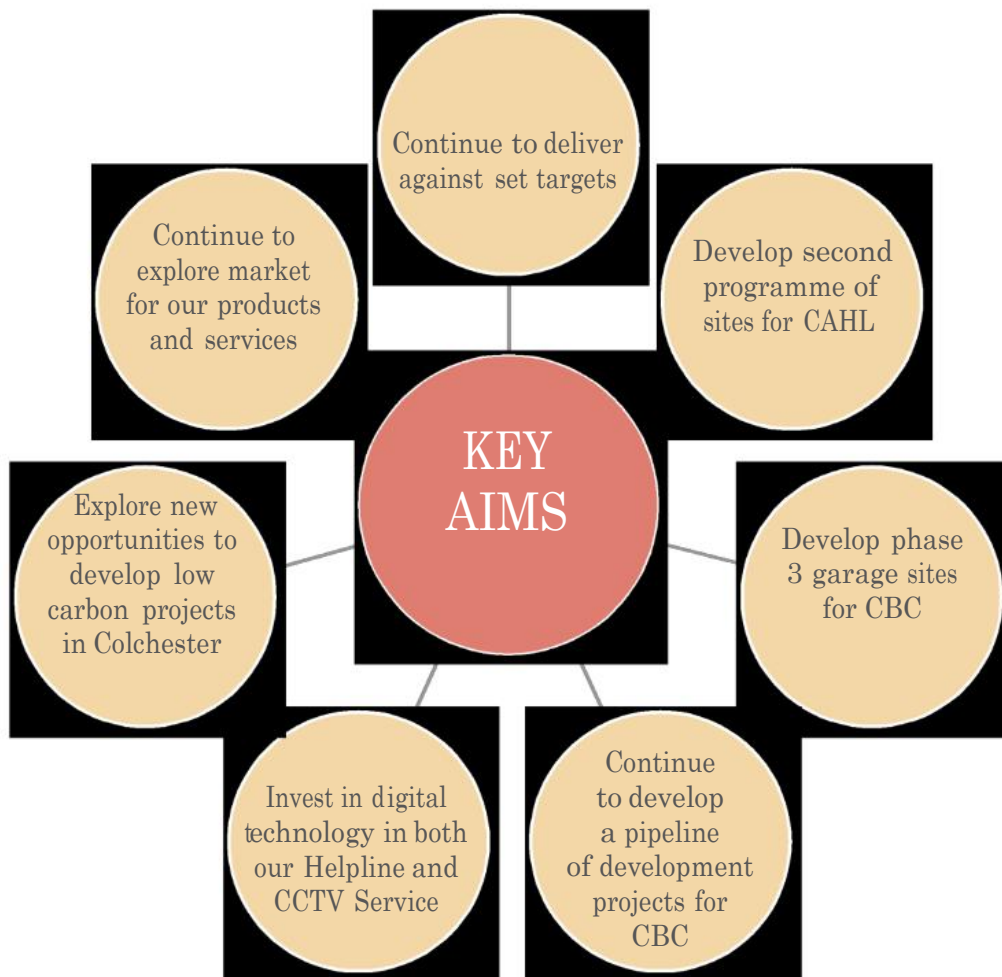 KEY
AIMS
Continue to deliver
against set targets
Develop second
programme of
sites for CAHL
Develop phase
3 garage sites
for CBC
Continue
to develop
a pipeline
of development
projects for
CBC
Invest in digital
technology in both
our Helpline and
CCTV Service
Explore new
opportunities to
develop low
carbon projects
in Colchester
Continue to
explore market
for our products
and services